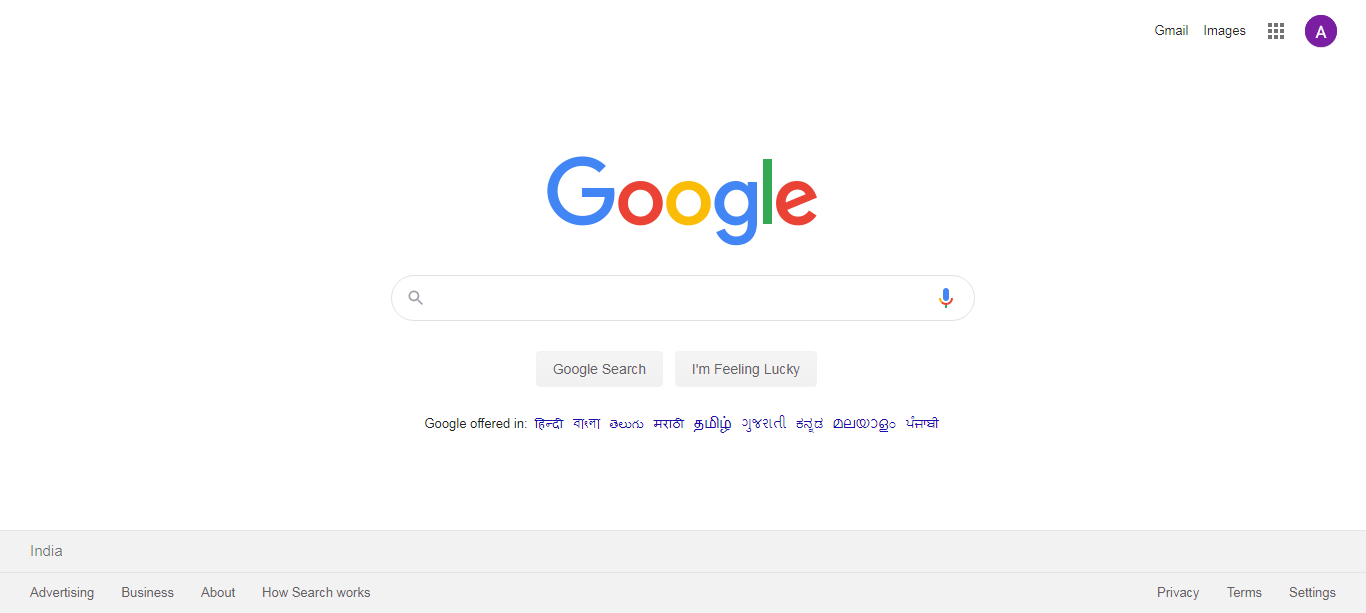 Gmail Images A
Google
Google Search I'm Feeling Lucky
Google offered in: हिन्दी বাংলা తెలుగు मराठी தமிழ் ગુજરાતી ಕನ್ನಡ മലയാളം ਪੰਜਾਬੀ
India
Advertising Business About How Search works Privacy Terms Settings